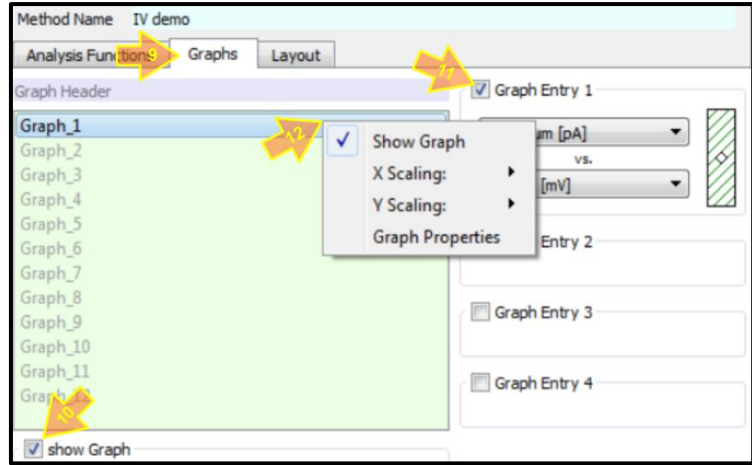 Method Name IV demo
Analysis Functions 9 Graphs Layout
Graph Header
Graph_1
Graph_2
Graph_3
Graph_4
Graph_5
Graph_6
Graph_7
Graph_8
Graph_9
Graph_10
Graph_11
Graph_12
10
show Graph
12
Show Graph
X Scaling:
Y Scaling:
Graph Properties
11
Graph Entry 1
[pA]
vs.
[mV]
Entry 2
Graph Entry 3
Graph Entry 4